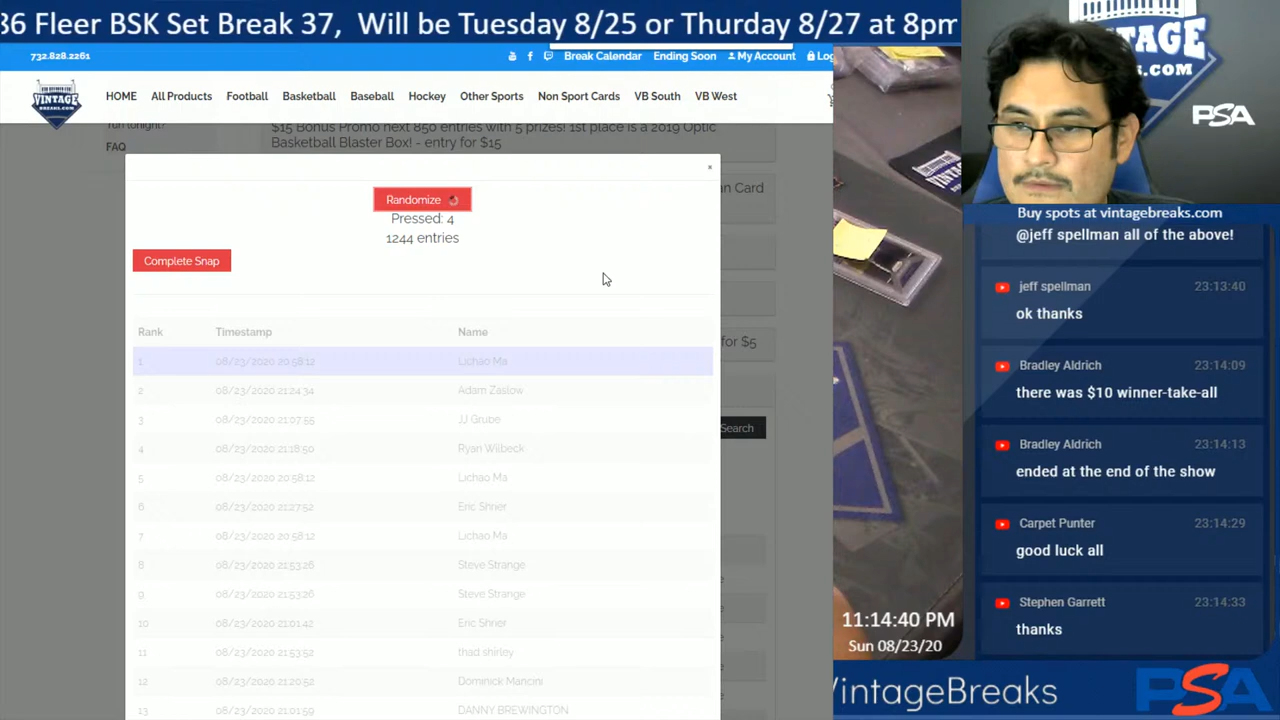 36 Fleer BSK Set Break 37, Will be Tuesday 8/25 or Thurday 8/27 at 8pm
732.828.2261
Break Calendar Ending Soon My Account Log
VINTAGE
BREAKS.COM
HOME All Products Football Basketball Baseball Hockey Other Sports Non Sport Cards VB South VB West
run tonight?
FAQ
$15 Bonus Promo next 850 entries with 5 prizes! 1st place is a 2019 Optic
Basketball Blaster Box! - entry for $15
an Card
for $5
Search
×
Randomize
Pressed: 4
1244 entries
Complete Snap
Rank Timestamp Name
1 08/23/2020 20:58:12 Lichao Ma
2 08/23/2020 21:24:34 Adam Zaslow
3 08/23/2020 21:07:55 JJ Grube
4 08/23/2020 21:18:50 Ryan Wilbeck
5 08/23/2020 20:58:12 Lichao Ma
6 08/23/2020 21:27:52 Eric Shrier
7 08/23/2020 20:58:12 Lichao Ma
8 08/23/2020 21:53:26 Steve Strange
9 08/23/2020 21:53:26 Steve Strange
10 08/23/2020 21:01:42 Eric Shrier
11 08/23/2020 21:53:52 thad shirley
12 08/23/2020 21:20:52 Dominick Mancini
13 08/23/2020 21:01:59 DANNY BREWINGTON
VINTAGE
.COM
PSA
Buy spots at vintagebreaks.com
@jeff spellman all of the above!
jeff spellman 23:13:40
ok thanks
Bradley Aldrich 23:14:09
there was $10 winner-take-all
Bradley Aldrich 23:14:13
ended at the end of the show
Carpet Punter 23:14:29
good luck all
Stephen Garrett 23:14:33
thanks
11:14:40 PM
Sun 08/23/20
VintageBreaks
PSA